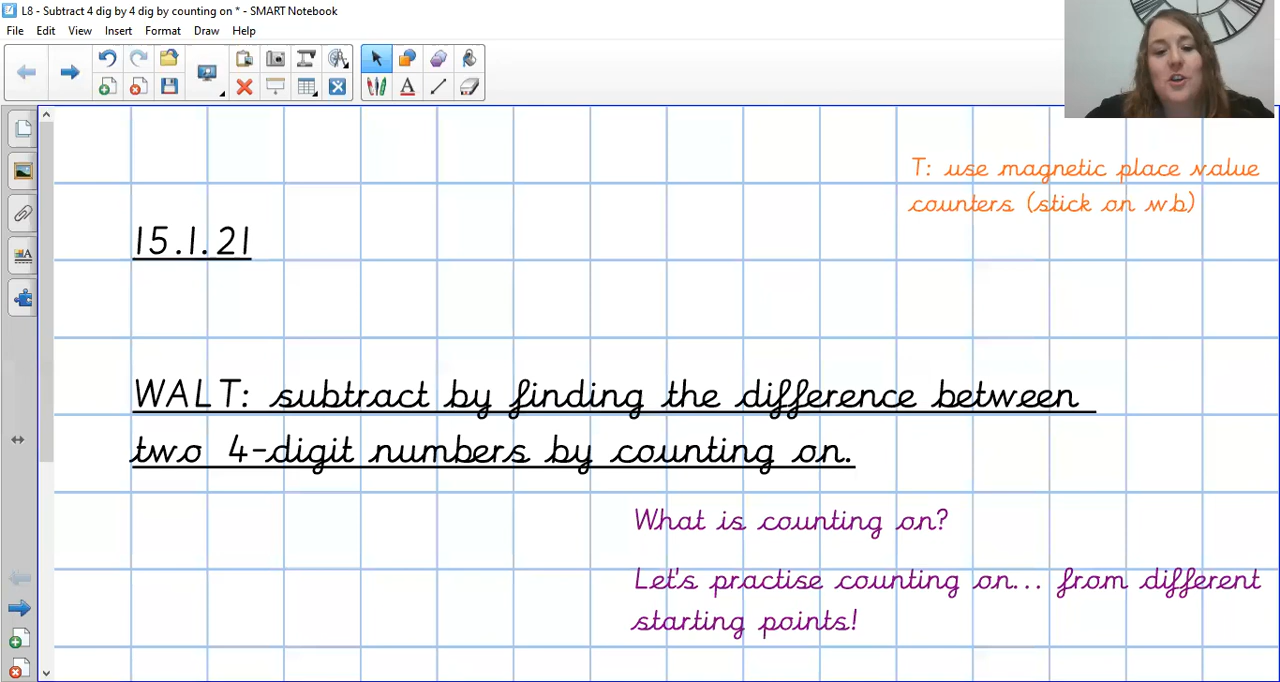 L8 - Subtract 4 dig by 4 dig by counting on * - SMART Notebook
File Edit View Insert Format Draw Help
T: use magnetic place value
counters (stick on wb)
15.1.21
WALT: subtract by finding the difference between
two 4-digit numbers by counting on.
What is counting on?
Let's practise counting on... from different
starting points!